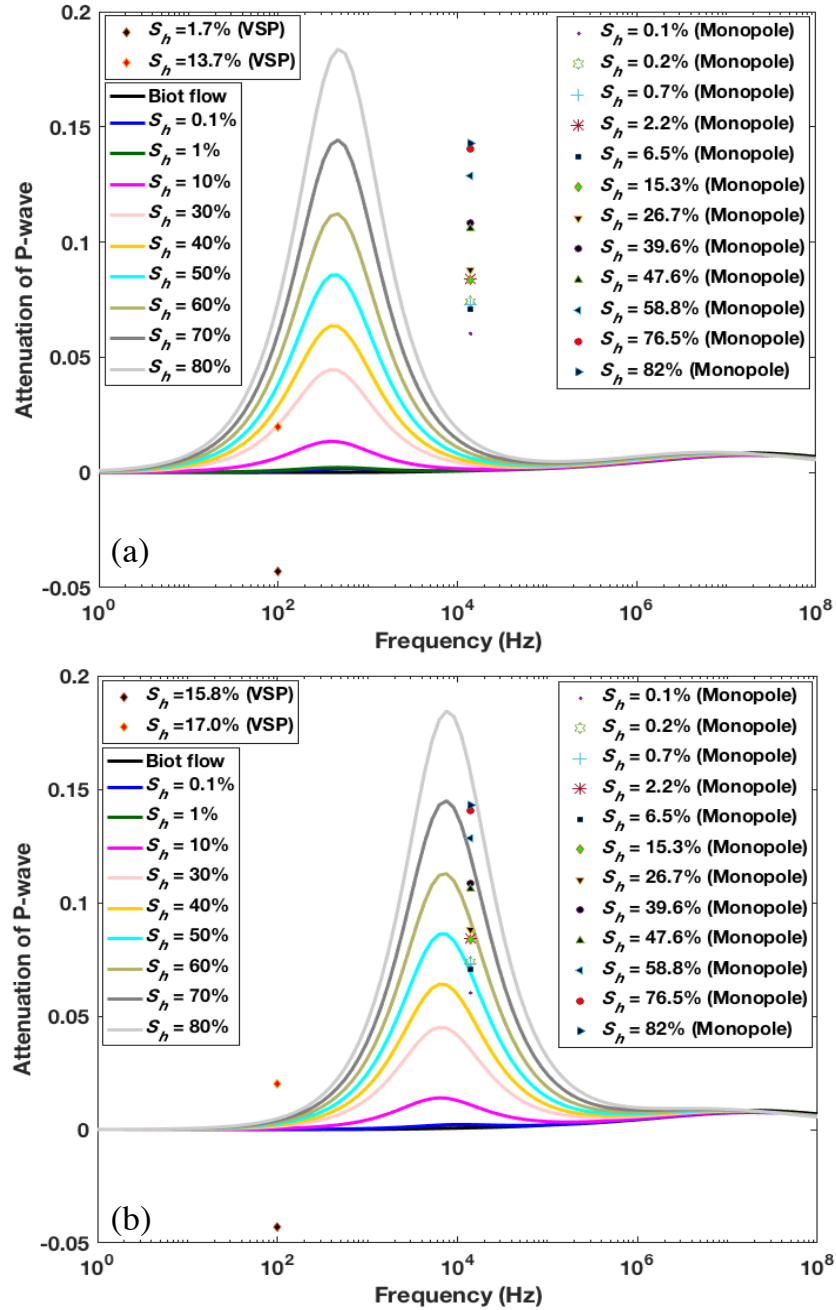 0.2
0.15
0.1
0.05
0
-0.05
Attenuation of P-wave
S_h =1.7% (VSP)
S_h =13.7% (VSP)
Biot flow
S_h = 0.1%
S_h = 1%
S_h = 10%
S_h = 30%
S_h = 40%
S_h = 50%
S_h = 60%
S_h = 70%
S_h = 80%
S_h = 0.1% (Monopole)
S_h = 0.2% (Monopole)
S_h = 0.7% (Monopole)
S_h = 2.2% (Monopole)
S_h = 6.5% (Monopole)
S_h = 15.3% (Monopole)
S_h = 26.7% (Monopole)
S_h = 39.6% (Monopole)
S_h = 47.6% (Monopole)
S_h = 58.8% (Monopole)
S_h = 76.5% (Monopole)
S_h = 82% (Monopole)
(a)
10^0 10^2 10^4 10^6 10^8
Frequency (Hz)
0.2
0.15
0.1
0.05
0
-0.05
Attenuation of P-wave
S_h =15.8% (VSP)
S_h =17.0% (VSP)
Biot flow
S_h = 0.1%
S_h = 1%
S_h = 10%
S_h = 30%
S_h = 40%
S_h = 50%
S_h = 60%
S_h = 70%
S_h = 80%
S_h = 0.1% (Monopole)
S_h = 0.2% (Monopole)
S_h = 0.7% (Monopole)
S_h = 2.2% (Monopole)
S_h = 6.5% (Monopole)
S_h = 15.3% (Monopole)
S_h = 26.7% (Monopole)
S_h = 39.6% (Monopole)
S_h = 47.6% (Monopole)
S_h = 58.8% (Monopole)
S_h = 76.5% (Monopole)
S_h = 82% (Monopole)
(b)
10^0 10^2 10^4 10^6 10^8
Frequency (Hz)